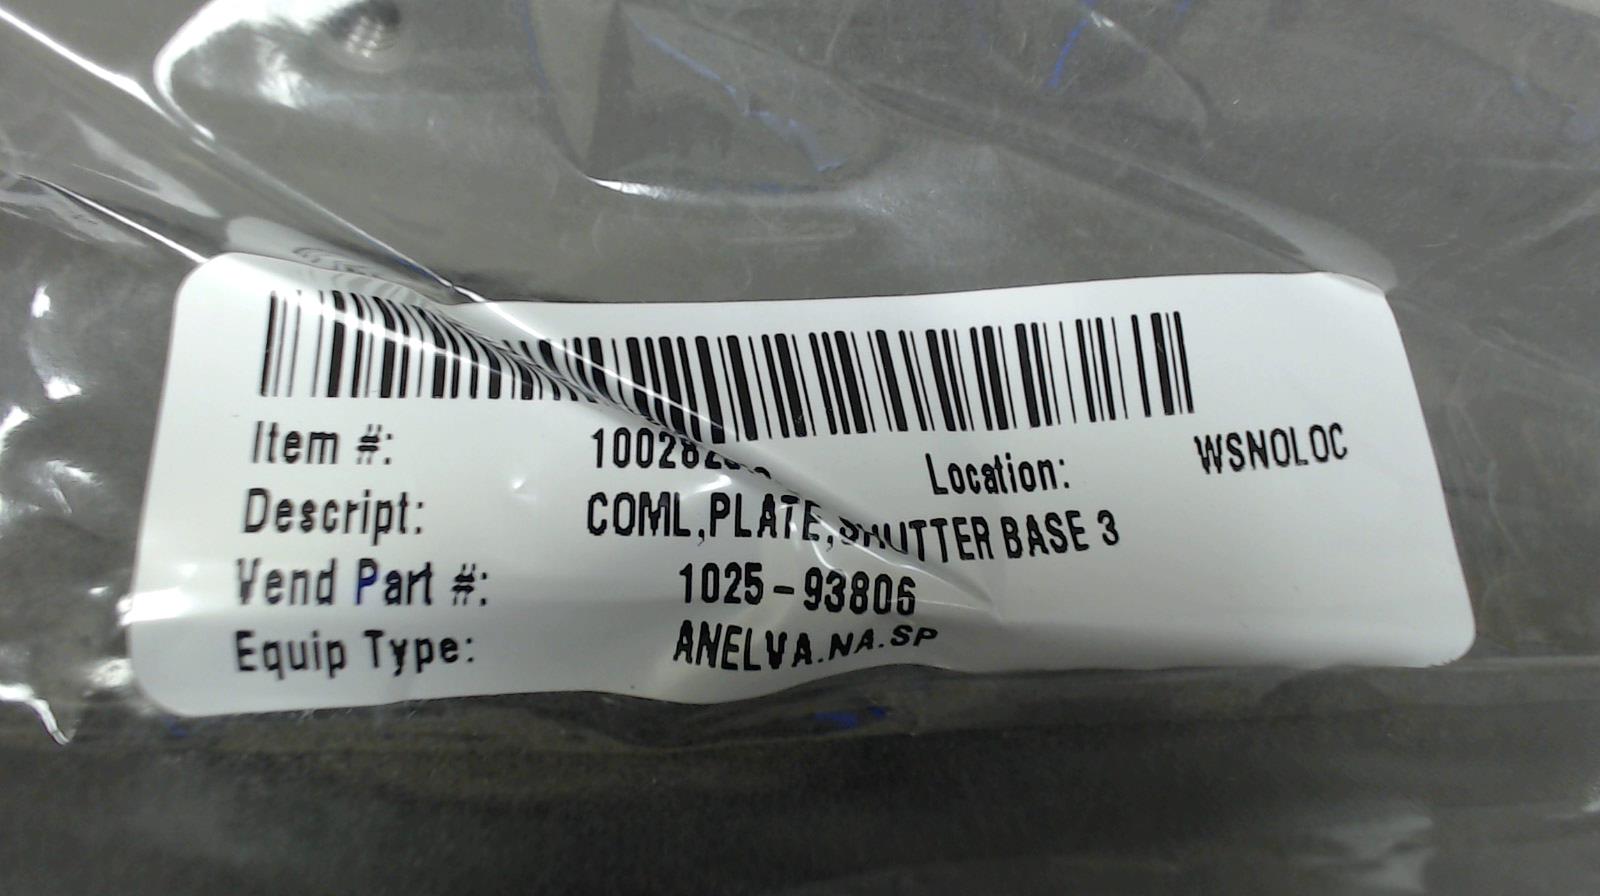 Item #: Location: WSNOLOC
Descript: COML,PLATE,SHUTTER BASE 3
Vend Part #: 1025-93806
Equip Type: ANELVA.NA.SP